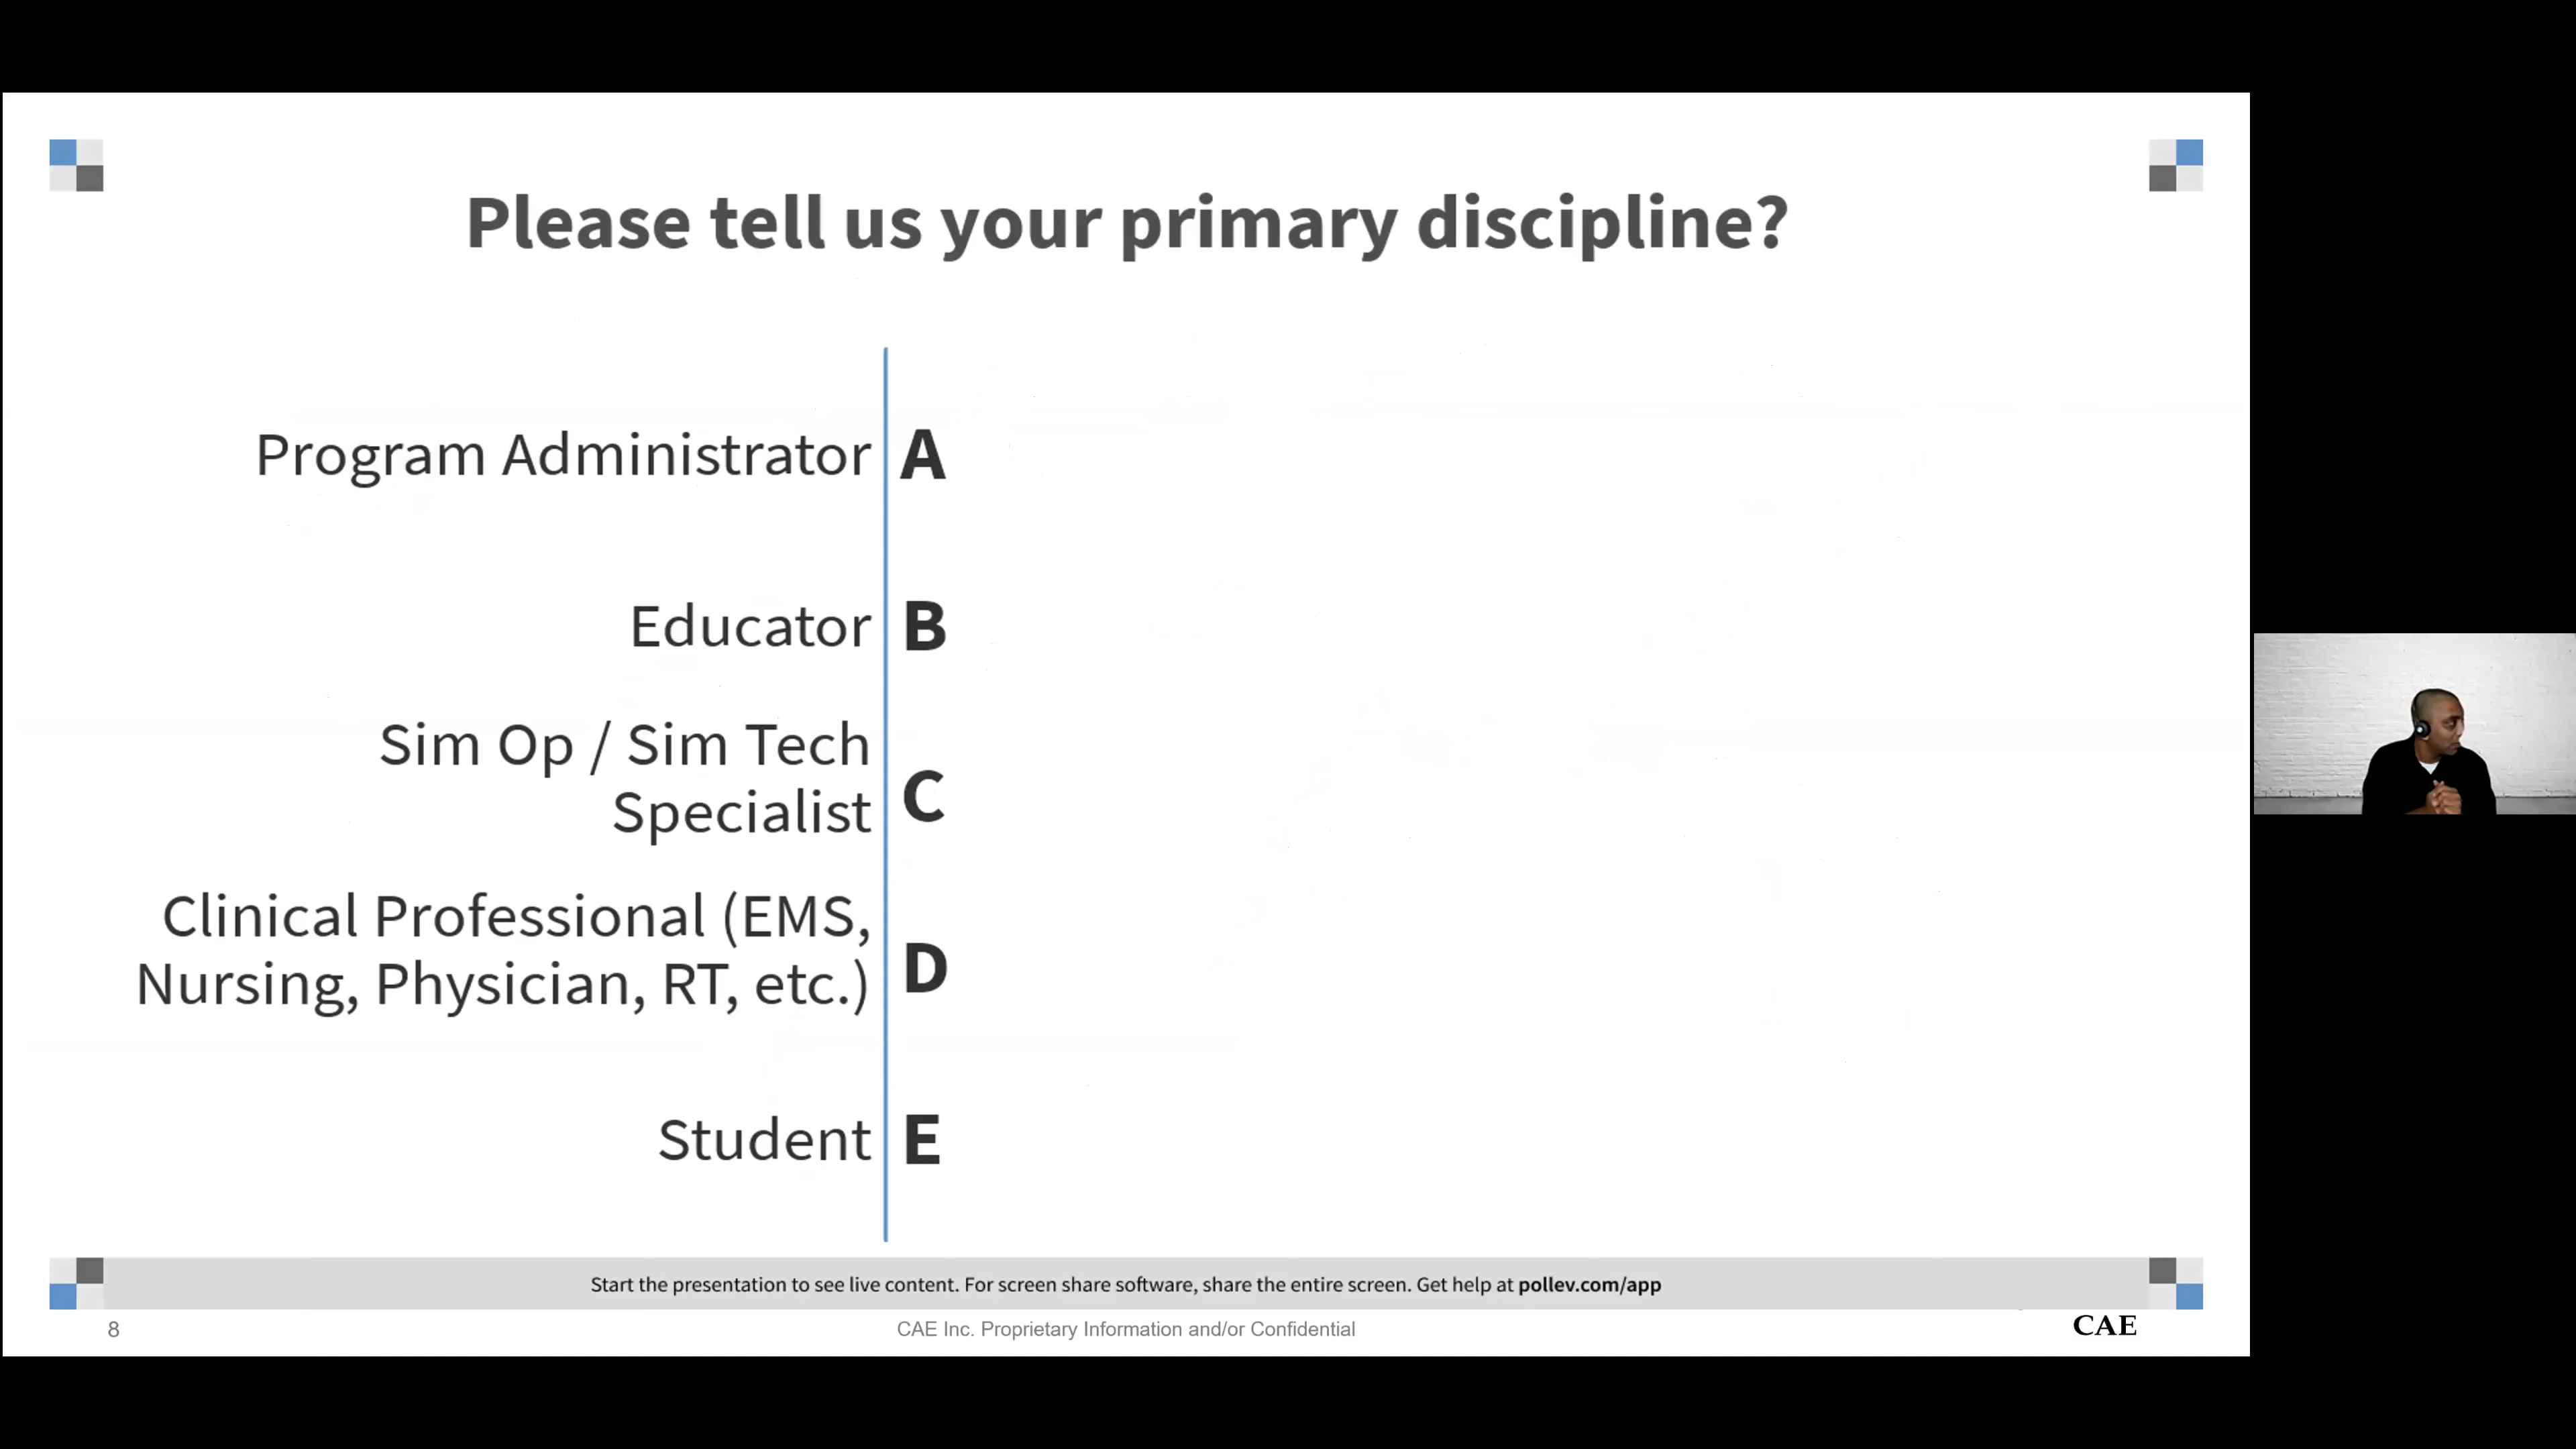 Please tell us your primary discipline?
Program Administrator A
Educator B
Sim Op / Sim Tech
Specialist C
Clinical Professional (EMS,
Nursing, Physician, RT, etc.) D
Student E
Start the presentation to see live content. For screen share software, share the entire screen. Get help at pollev.com/app
8 CAE Inc. Proprietary Information and/or Confidential CAE